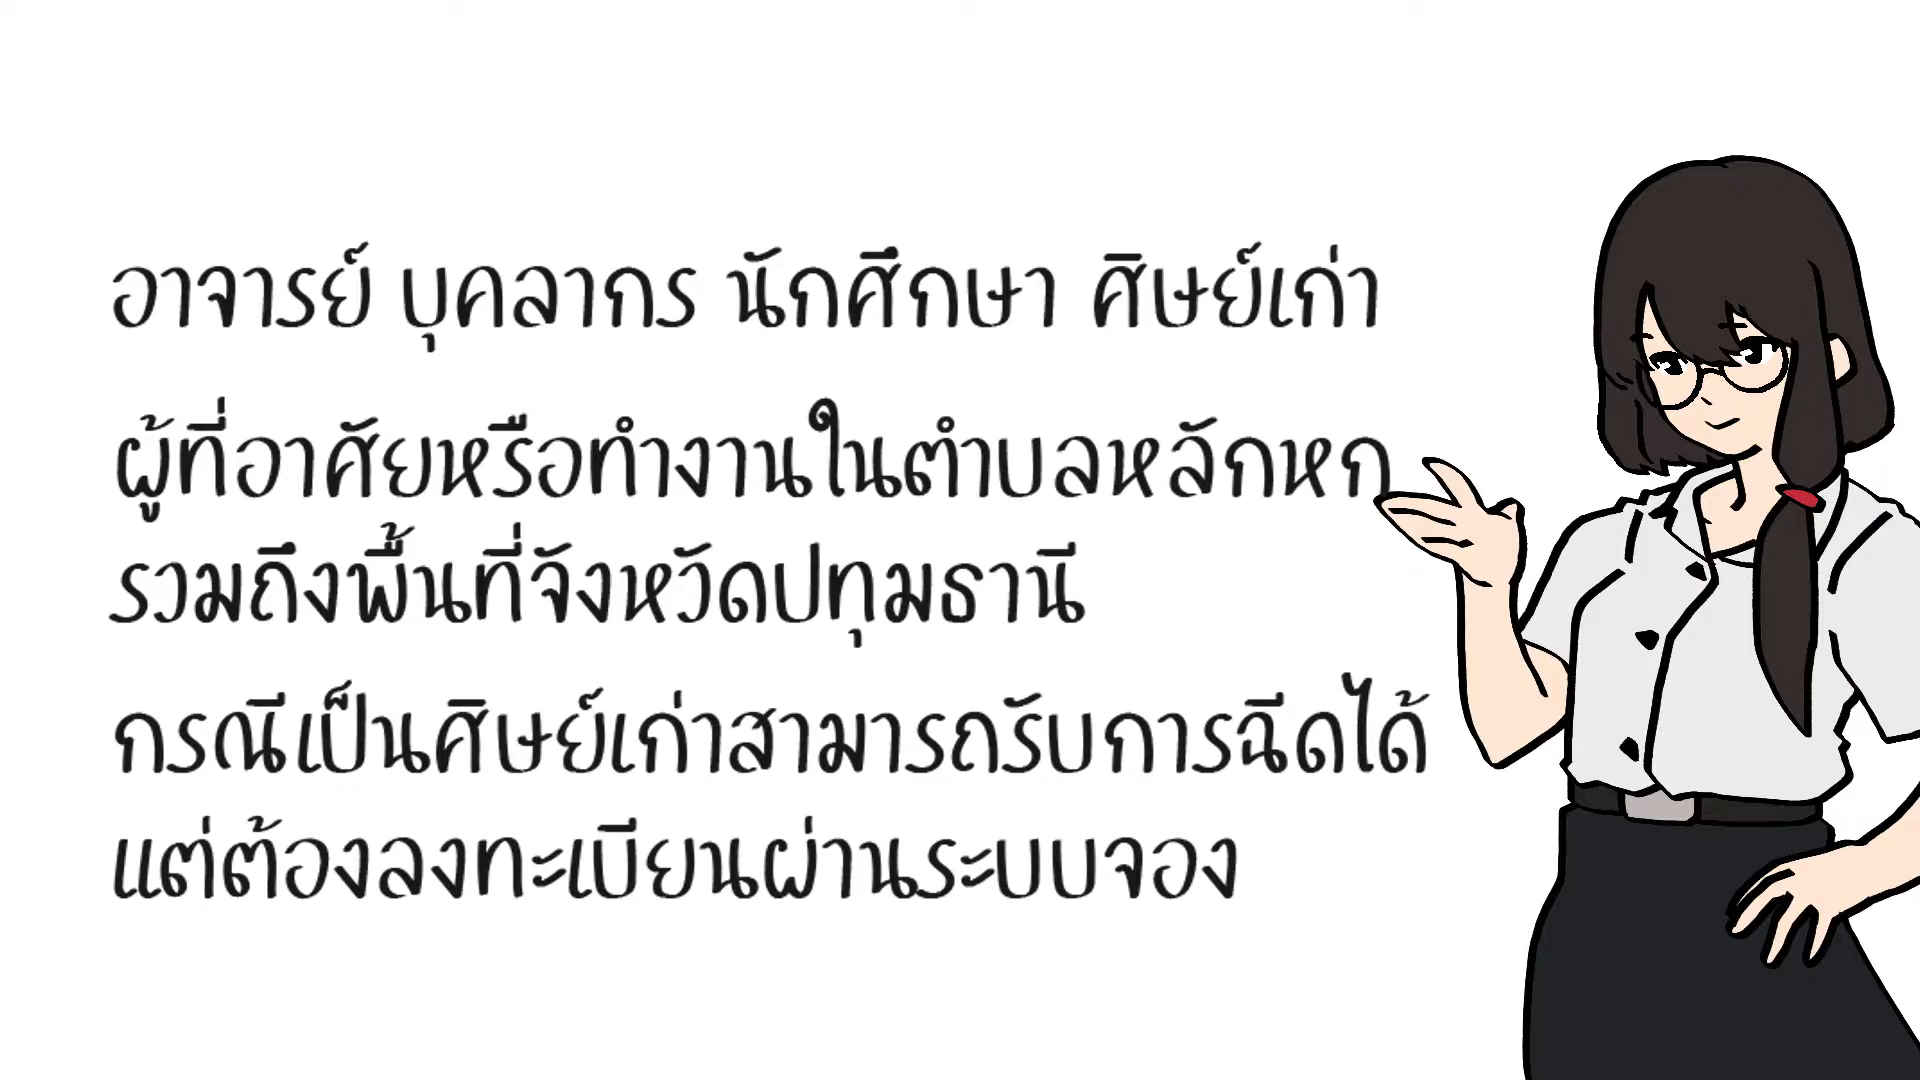 อาจารย์ บุคลากร นักศึกษา ศิษย์เก่า
ผู้ที่อาศัยหรือทำงานในตำบลหลักหก
รวมถึงพื้นที่จังหวัดปทุมธานี
กรณีเป็นศิษย์เก่าสามารถรับการฉีดได้
แต่ต้องลงทะเบียนผ่านระบบจอง